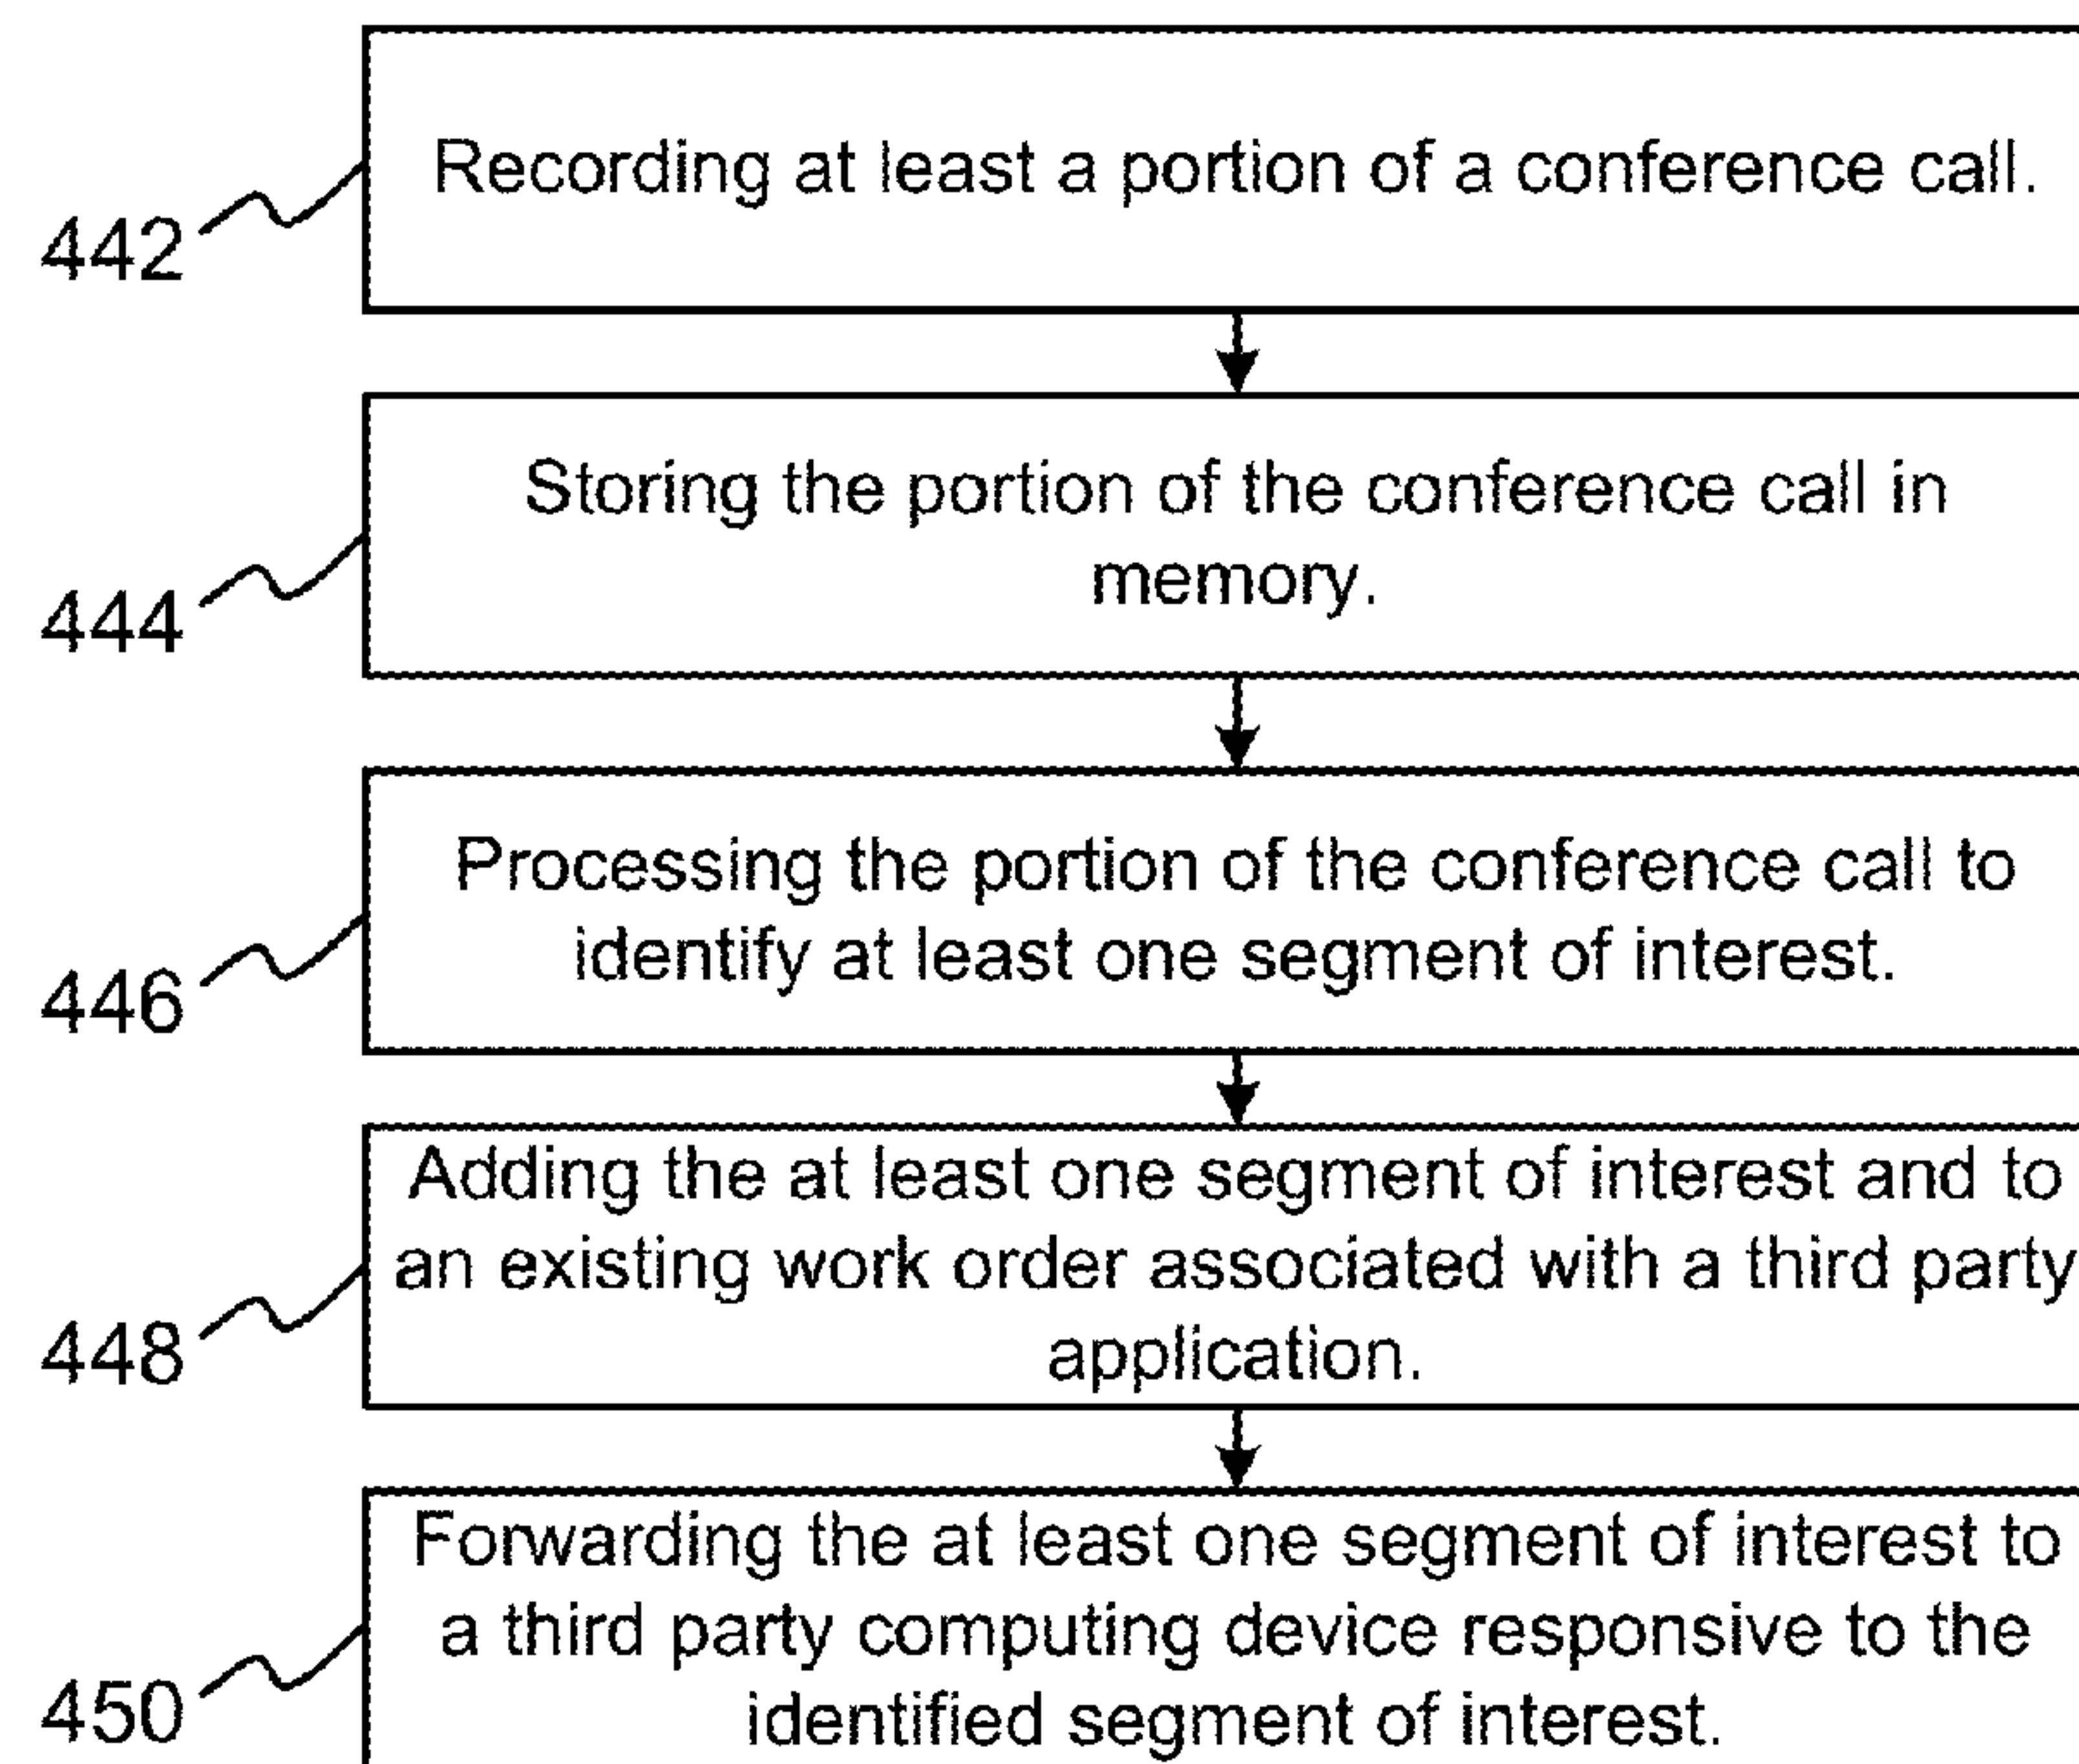 Recording at least a portion of a conference call.
442
Storing the portion of the conference call in
memory.
444
Processing the portion of the conference call to
identify at least one segment of interest.
446
Adding the at least one segment of interest and to
an existing work order associated with a third party
application.
448
Forwarding the at least one segment of interest to
a third party computing device responsive to the
identified segment of interest.
450